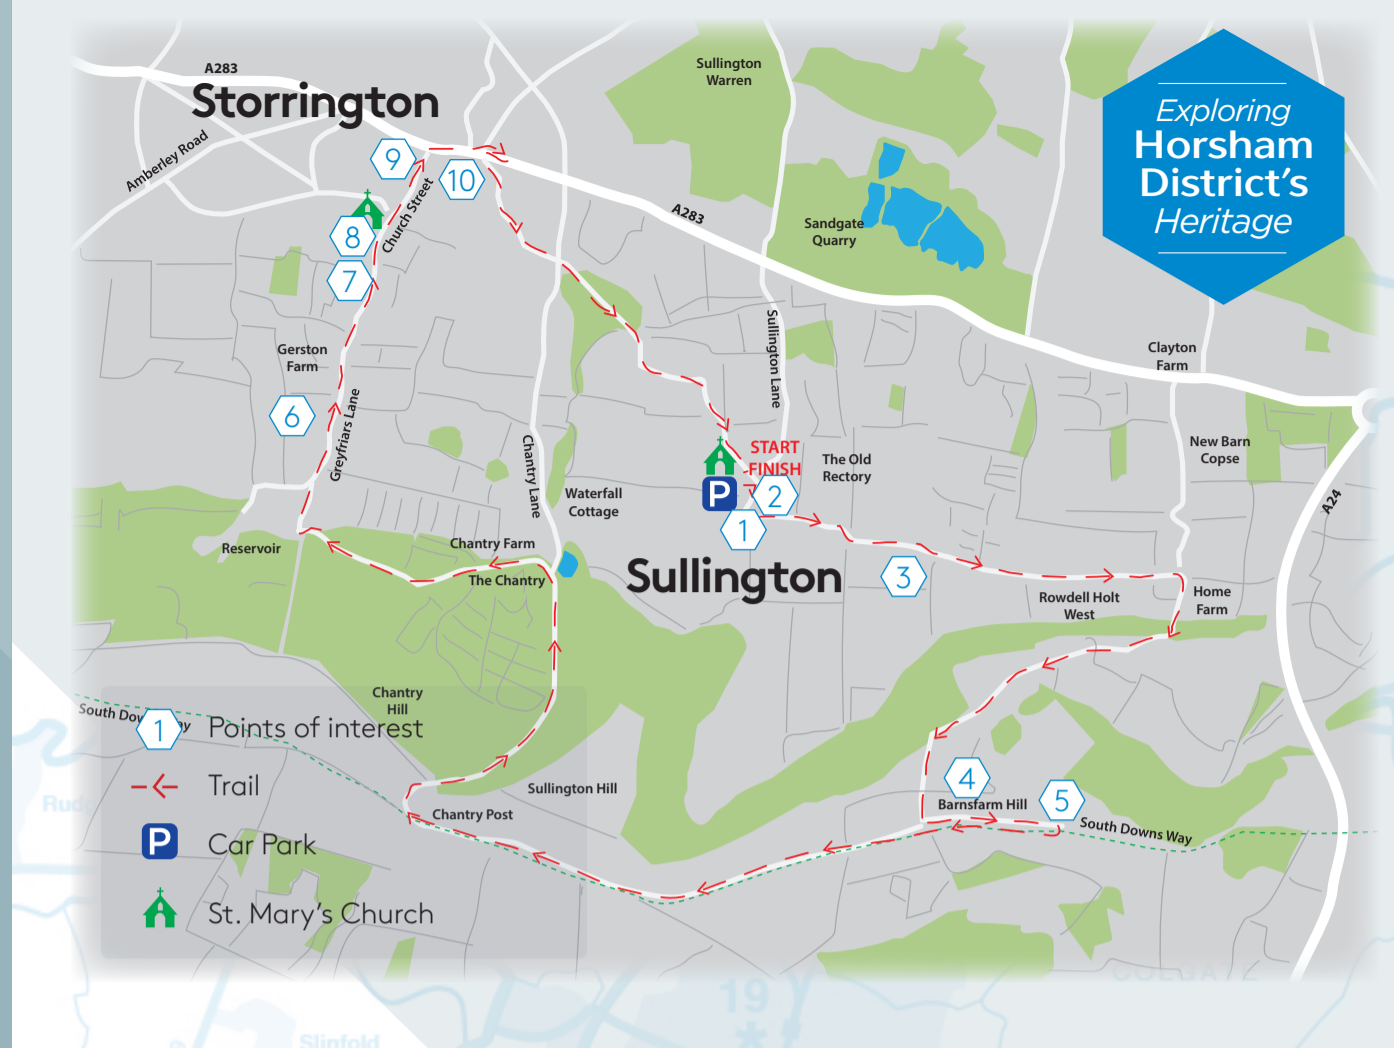 A283
Storrington
Amberley Road
9
10
Church Street
8
7
Sullington
Warren
A283
Sandgate
Quarry
Exploring
Horsham
District's
Heritage
Gerston
Farm
6
Greyfriars Lane
Chantry Lane
Sullington Lane
Clayton
Farm
New Barn
Copse
A24
START
FINISH
The Old
Rectory
P
2
1
Waterfall
Cottage
Reservoir
Chantry Farm
The Chantry
Sullington
3
Rowdell Holt
West
Home
Farm
Chantry
Hill
Sullington Hill
Chantry Post
4
Barnsfarm Hill
5
South Downs Way
1
Points of interest
Trail
P
Car Park
St. Mary's Church
COLGATE
19
Slinfold